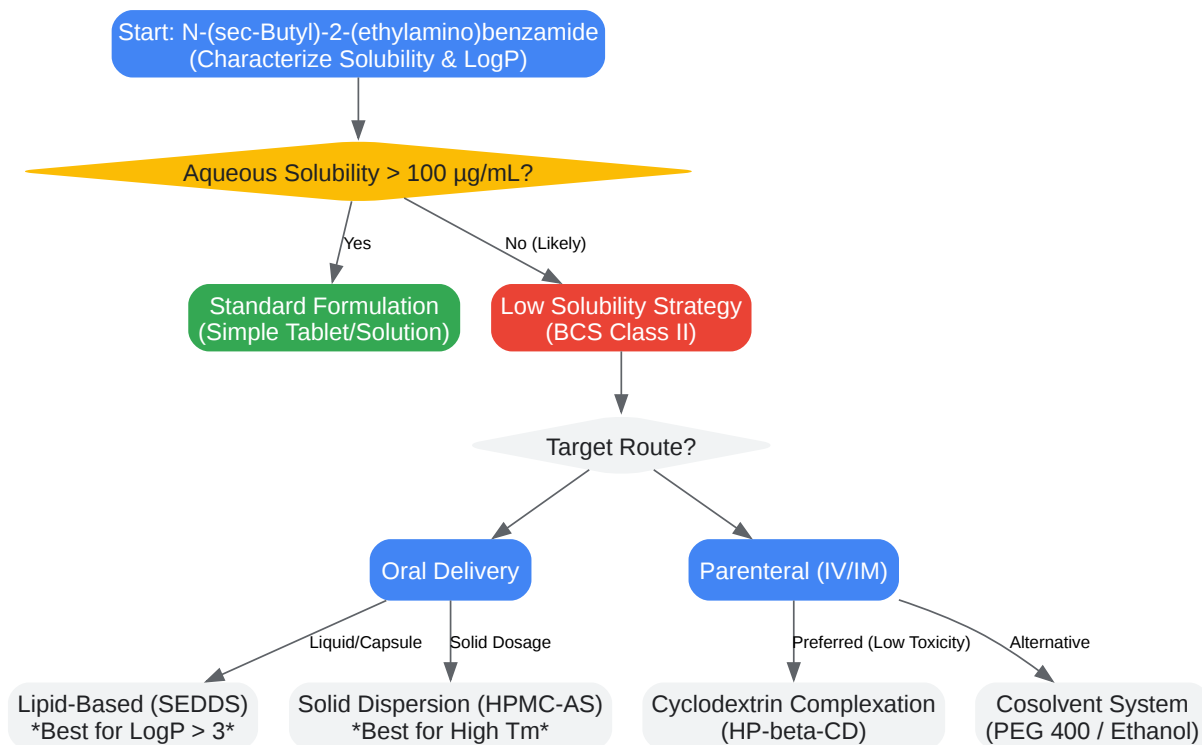 Start: N-(sec-Butyl)-2-(ethylamino)benzamide
(Characterize Solubility & LogP)
Aqueous Solubility > 100 µg/mL?
Yes
No (Likely)
Standard Formulation
(Simple Tablet/Solution)
Low Solubility Strategy
(BCS Class II)
Target Route?
Oral Delivery
Parenteral (IV/IM)
Liquid/Capsule
Solid Dosage
Preferred (Low Toxicity)
Alternative
Lipid-Based (SEDDS)
*Best for LogP > 3*
Solid Dispersion (HPMC-AS)
*Best for High Tm*
Cyclodextrin Complexation
(HP-beta-CD)
Cosolvent System
(PEG 400 / Ethanol)